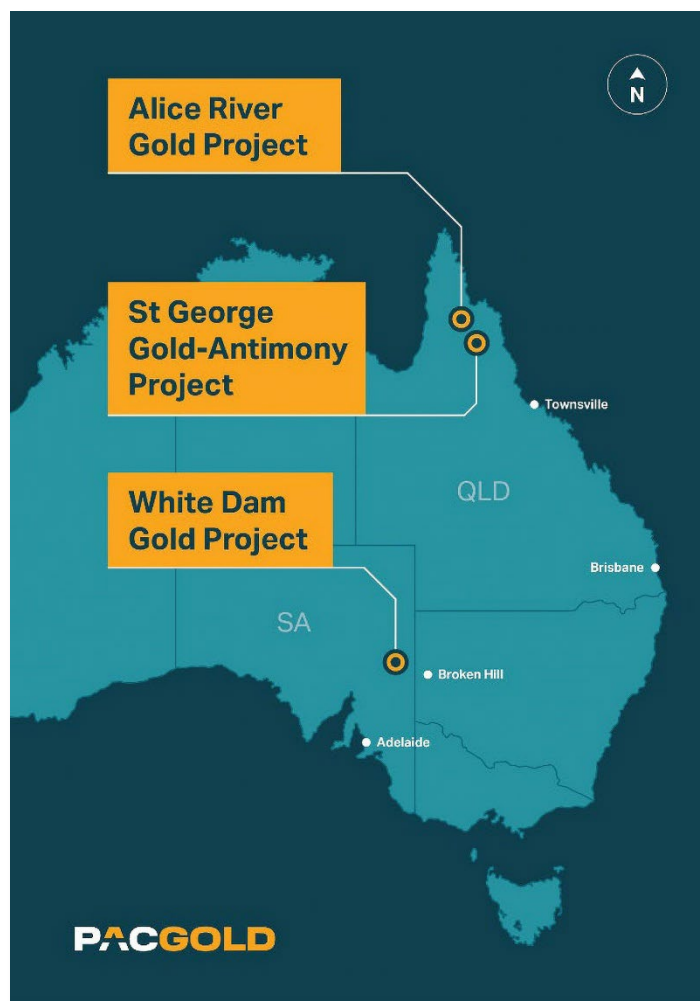 Alice River
Gold Project
N
St George
Gold-Antimony
Project
Townsville
QLD
White Dam
Gold Project
Brisbane
SA
Broken Hill
Adelaide
PACGOLD